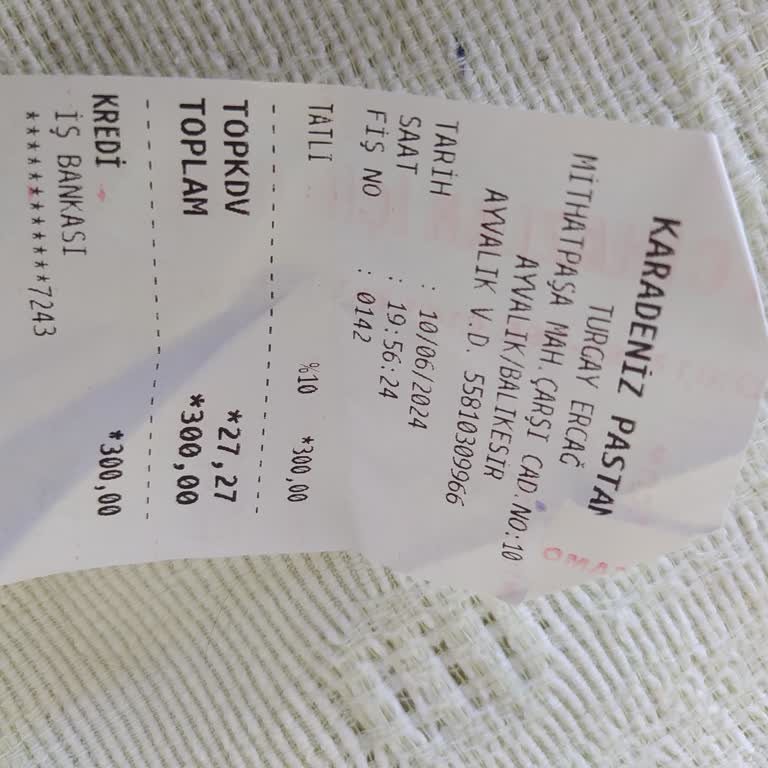 KARADENİZ PASTAN
TURGAY ERCAĞ
MİTHATPAŞA MAH.ÇARŞI CAD.NO:10
AYVALIK/BALIKESİR
AYVALIK V.D. 55810309966
TARİH : 10/06/2024
SAAT : 19:56:24
FİŞ NO : 0142
TATLI %10 *300,00
TOPKDV *27,27
TOPLAM *300,00
KREDİ *300,00
İŞ BANKASI
************7243